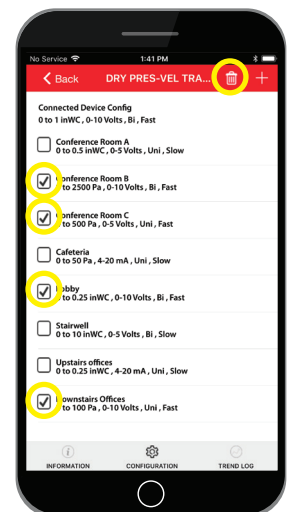 No Service 1:41 PM
Back DRY PRES-VEL TRA...
Connected Device Config
0 to 1 inWC , 0-10 Volts , Bi , Fast
Conference Room A
0 to 0.5 inWC , 0-5 Volts , Uni , Slow
Conference Room B
to 2500 Pa , 0-10 Volts , Bi , Fast
Conference Room C
to 500 Pa , 0-5 Volts , Uni , Fast
Cafeteria
0 to 50 Pa , 4-20 mA , Uni , Slow
Lobby
to 0.25 inWC , 0-10 Volts , Bi , Fast
Stairwell
0 to 10 inWC , 0-5 Volts , Bi , Slow
Upstairs offices
0 to 0.25 inWC , 4-20 mA , Uni , Slow
Downstairs Offices
to 100 Pa , 0-10 Volts , Uni , Fast
INFORMATION CONFIGURATION TREND LOG